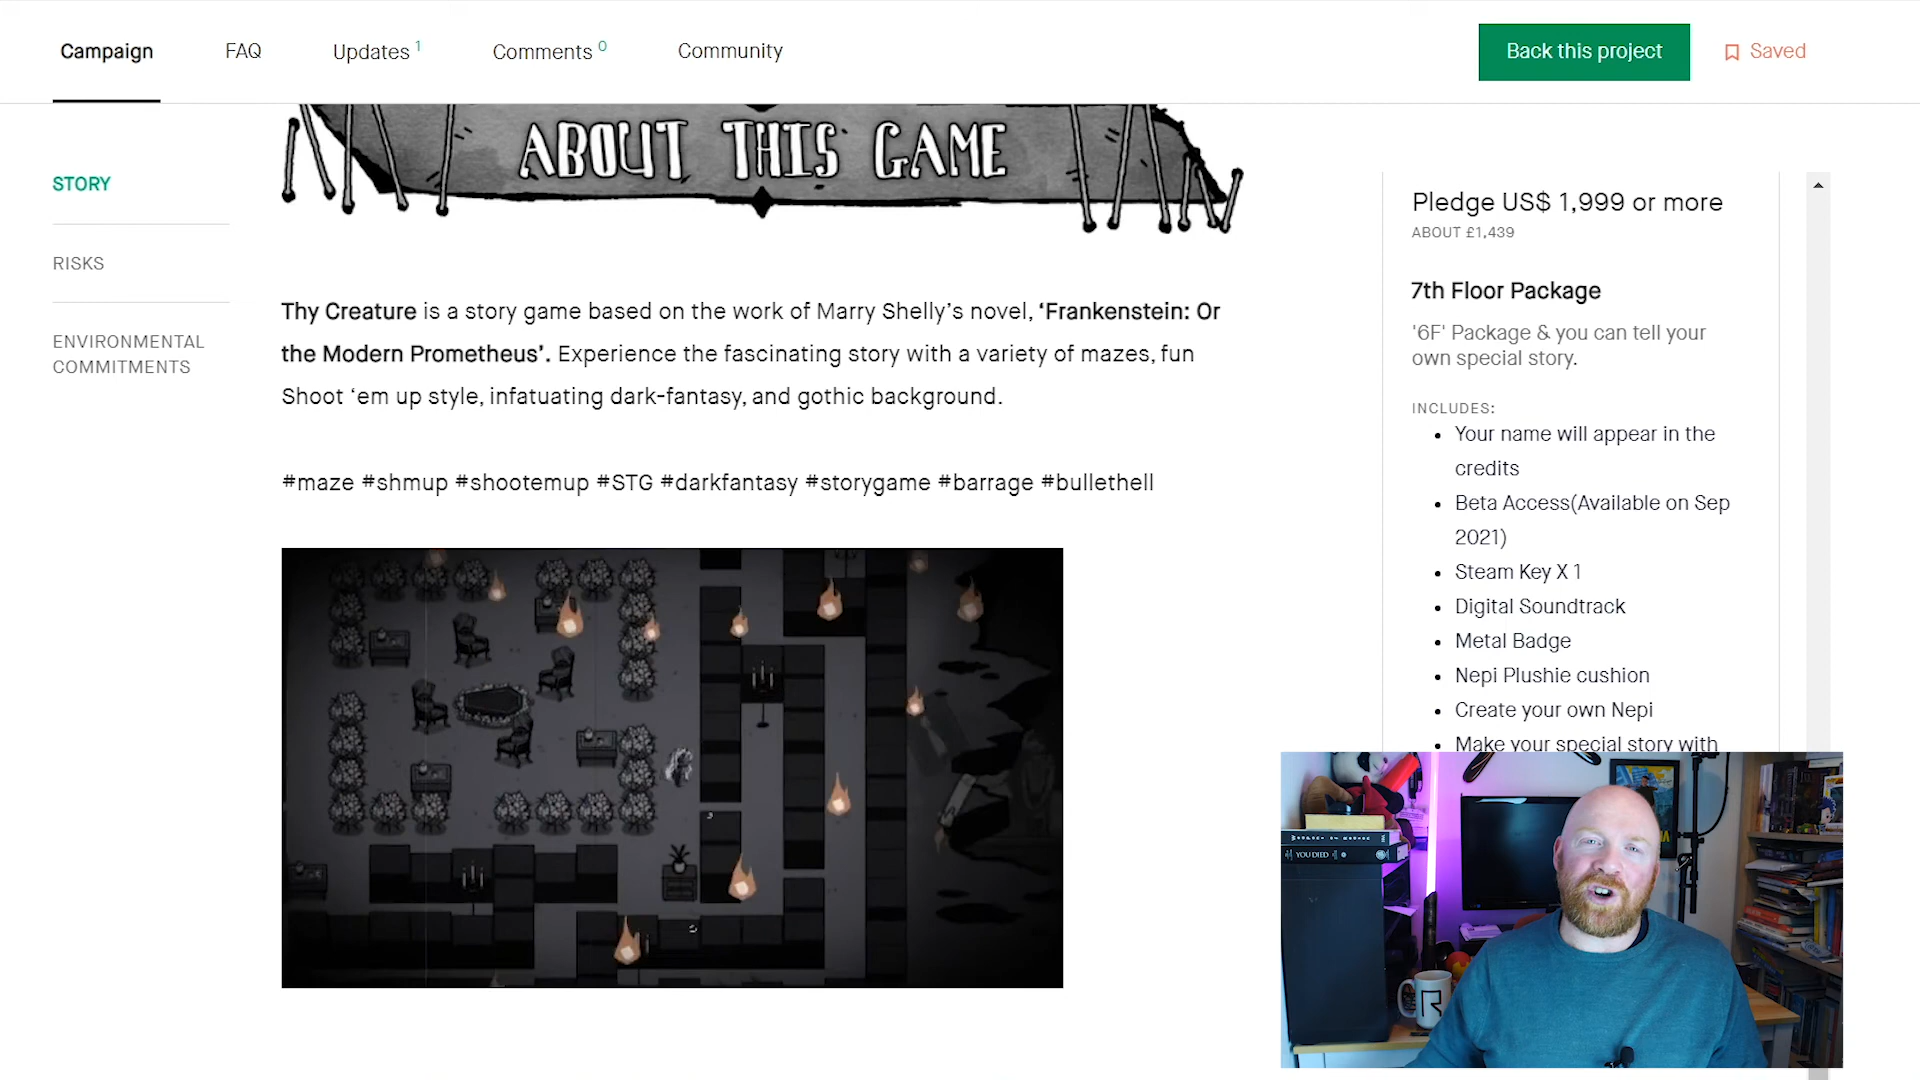 Campaign
FAQ
Updates 1
Comments 0
Community
Back this project
Saved
ABOUT THIS GAME
STORY
RISKS
ENVIRONMENTAL
COMMITMENTS
Thy Creature is a story game based on the work of Marry Shelly’s novel, ‘Frankenstein: Or
the Modern Prometheus’. Experience the fascinating story with a variety of mazes, fun
Shoot ‘em up style, infatuating dark-fantasy, and gothic background.
#maze #shmup #shootemup #STG #darkfantasy #storygame #barrage #bullethell
Pledge US$ 1,999 or more
ABOUT £1,439
7th Floor Package
'6F' Package & you can tell your
own special story.
INCLUDES:
Your name will appear in the
credits
Beta Access(Available on Sep
2021)
Steam Key X 1
Digital Soundtrack
Metal Badge
Nepi Plushie cushion
Create your own Nepi
Make your special story with
YOU DIED
R